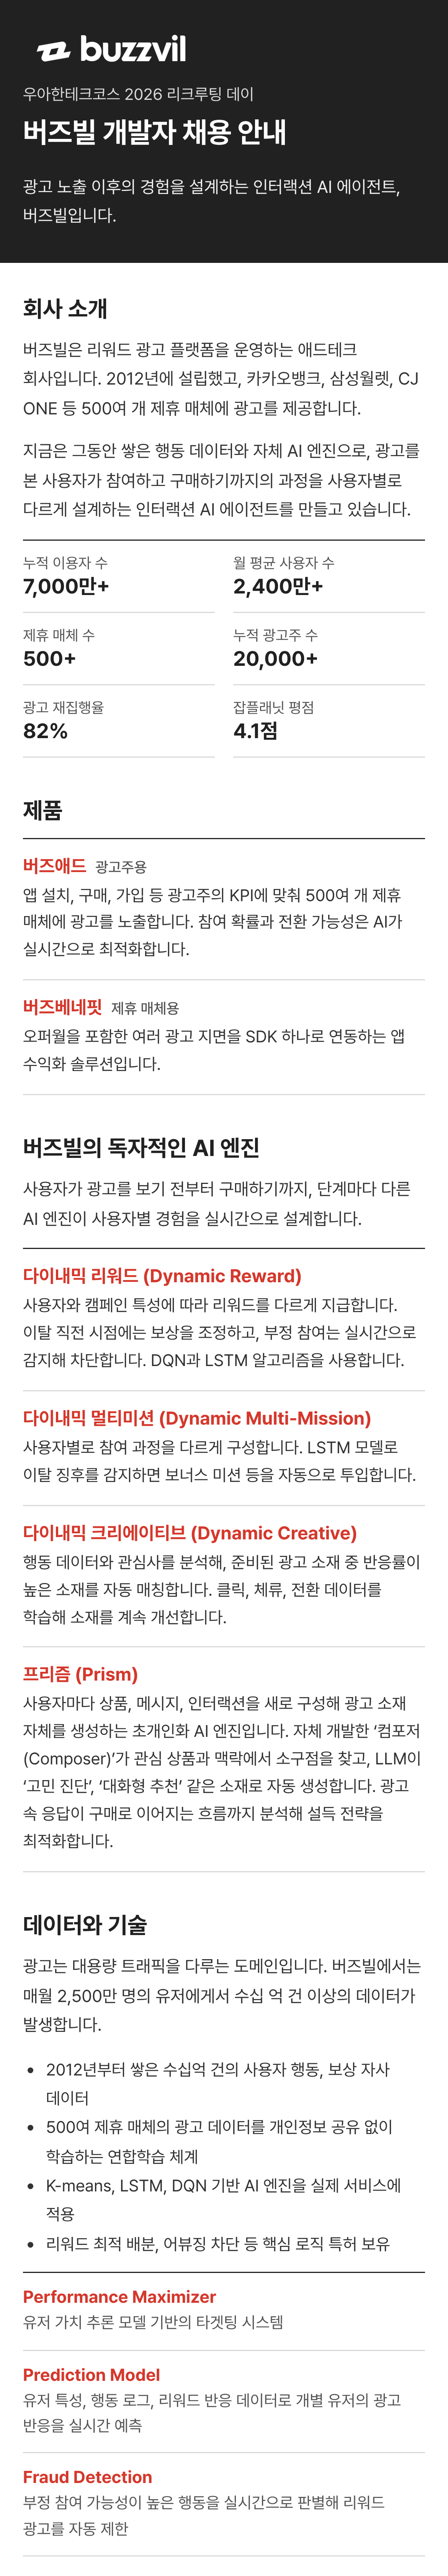 buzzvil
우아한테크코스 2026 리크루팅 데이
버즈빌 개발자 채용 안내
광고 노출 이후의 경험을 설계하는 인터랙션 AI 에이전트,
버즈빌입니다.
회사 소개
버즈빌은 리워드 광고 플랫폼을 운영하는 애드테크
회사입니다. 2012년에 설립했고, 카카오뱅크, 삼성월렛, CJ
ONE 등 500여 개 제휴 매체에 광고를 제공합니다.
지금은 그동안 쌓은 행동 데이터와 자체 AI 엔진으로, 광고를
본 사용자가 참여하고 구매하기까지의 과정을 사용자별로
다르게 설계하는 인터랙션 AI 에이전트를 만들고 있습니다.
누적 이용자 수
7,000만+
월 평균 사용자 수
2,400만+
제휴 매체 수
500+
누적 광고주 수
20,000+
광고 재집행율
82%
잡플래닛 평점
4.1점
제품
버즈애드 광고주용
앱 설치, 구매, 가입 등 광고주의 KPI에 맞춰 500여 개 제휴
매체에 광고를 노출합니다. 참여 확률과 전환 가능성은 AI가
실시간으로 최적화합니다.
버즈베네핏 제휴 매체용
오퍼월을 포함한 여러 광고 지면을 SDK 하나로 연동하는 앱
수익화 솔루션입니다.
버즈빌의 독자적인 AI 엔진
사용자가 광고를 보기 전부터 구매하기까지, 단계마다 다른
AI 엔진이 사용자별 경험을 실시간으로 설계합니다.
다이내믹 리워드 (Dynamic Reward)
사용자와 캠페인 특성에 따라 리워드를 다르게 지급합니다.
이탈 직전 시점에는 보상을 조정하고, 부정 참여는 실시간으로
감지해 차단합니다. DQN과 LSTM 알고리즘을 사용합니다.
다이내믹 멀티미션 (Dynamic Multi-Mission)
사용자별로 참여 과정을 다르게 구성합니다. LSTM 모델로
이탈 징후를 감지하면 보너스 미션 등을 자동으로 투입합니다.
다이내믹 크리에이티브 (Dynamic Creative)
행동 데이터와 관심사를 분석해, 준비된 광고 소재 중 반응률이
높은 소재를 자동 매칭합니다. 클릭, 체류, 전환 데이터를
학습해 소재를 계속 개선합니다.
프리즘 (Prism)
사용자마다 상품, 메시지, 인터랙션을 새로 구성해 광고 소재
자체를 생성하는 초개인화 AI 엔진입니다. 자체 개발한 ‘컴포저
(Composer)’가 관심 상품과 맥락에서 소구점을 찾고, LLM이
‘고민 진단’, ‘대화형 추천’ 같은 소재로 자동 생성합니다. 광고
속 응답이 구매로 이어지는 흐름까지 분석해 설득 전략을
최적화합니다.
데이터와 기술
광고는 대용량 트래픽을 다루는 도메인입니다. 버즈빌에서는
매월 2,500만 명의 유저에게서 수십 억 건 이상의 데이터가
발생합니다.
• 2012년부터 쌓은 수십억 건의 사용자 행동, 보상 자사
데이터
• 500여 제휴 매체의 광고 데이터를 개인정보 공유 없이
학습하는 연합학습 체계
• K-means, LSTM, DQN 기반 AI 엔진을 실제 서비스에
적용
• 리워드 최적 배분, 어뷰징 차단 등 핵심 로직 특허 보유
Performance Maximizer
유저 가치 추론 모델 기반의 타겟팅 시스템
Prediction Model
유저 특성, 행동 로그, 리워드 반응 데이터로 개별 유저의 광고
반응을 실시간 예측
Fraud Detection
부정 참여 가능성이 높은 행동을 실시간으로 판별해 리워드
광고를 자동 제한